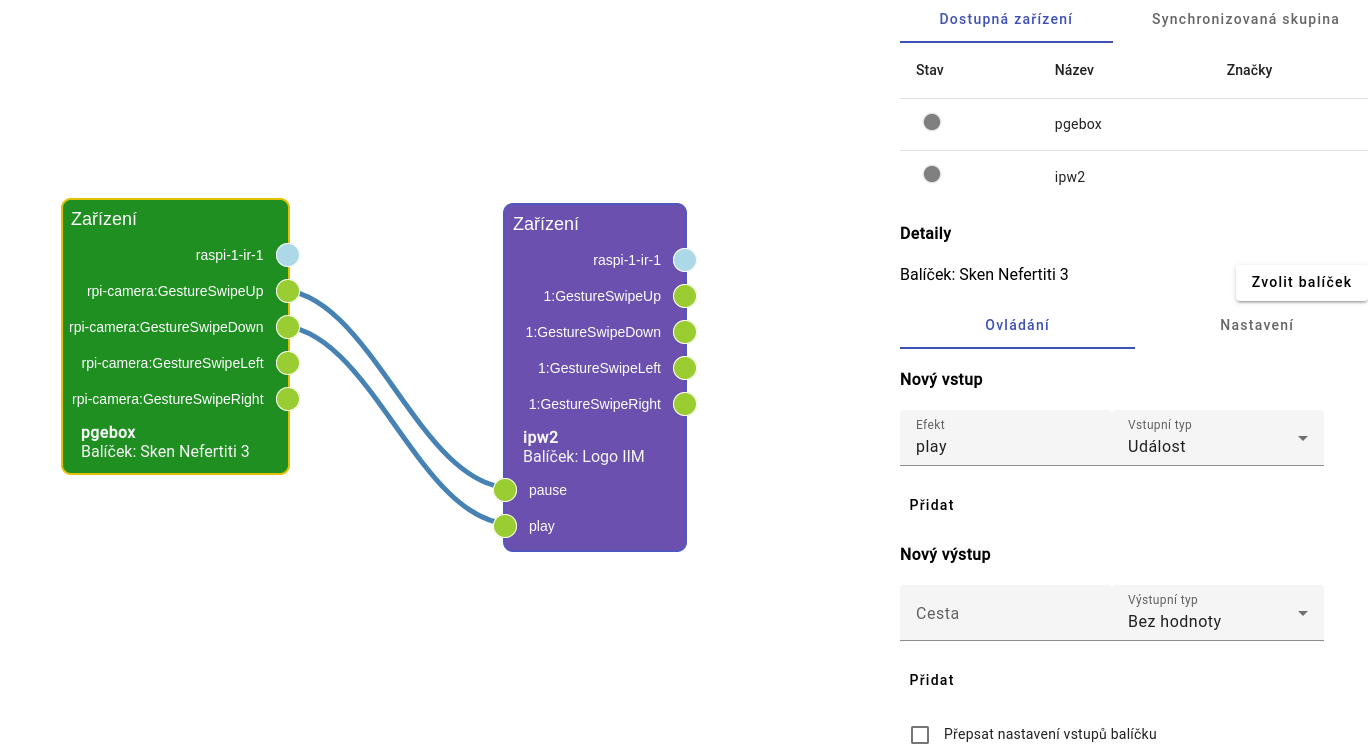 Zařízení
raspi-1-ir-1
rpi-camera:GestureSwipeUp
rpi-camera:GestureSwipeDown
rpi-camera:GestureSwipeLeft
rpi-camera:GestureSwipeRight
pgebox
Balíček: Sken Nefertiti 3
Zařízení
raspi-1-ir-1
1:GestureSwipeUp
1:GestureSwipeDown
1:GestureSwipeLeft
1:GestureSwipeRight
ipw2
Balíček: Logo IIM
pause
play
Dostupná zařízení Synchronizovaná skupina
Stav Název Značky
pgebox
ipw2
Detaily
Balíček: Sken Nefertiti 3
Zvolit balíček
Ovládání Nastavení
Nový vstup
Efekt Vstupní typ
play Událost
Přidat
Nový výstup
Výstupní typ
Cesta Bez hodnoty
Přidat
Přepsat nastavení vstupů balíčku